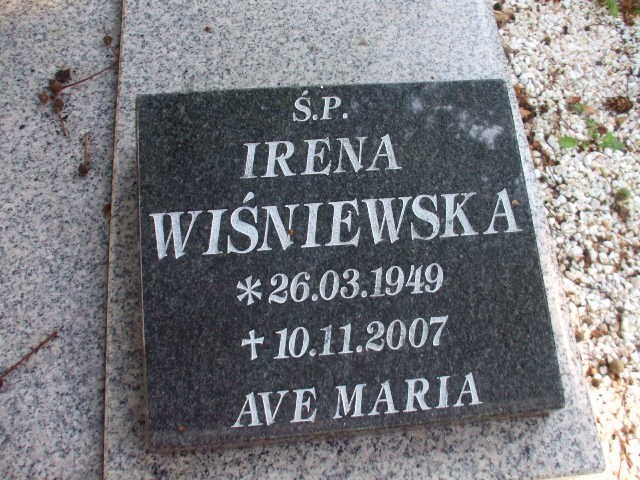 Ś.P.
IRENA
WIŚNIEWSKA
* 26.03.1949
† 10.11.2007
AVE MARIA